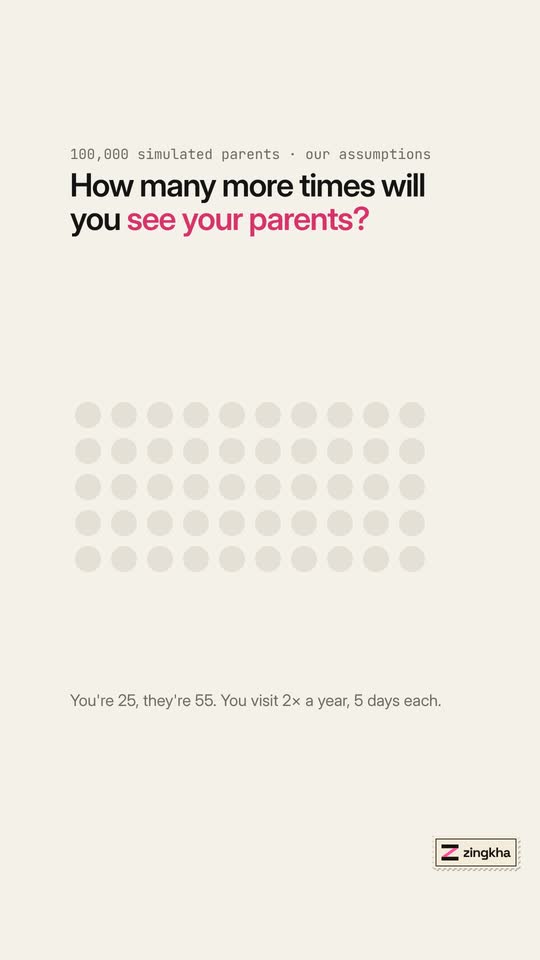 100,000 simulated parents · our assumptions
How many more times will
you see your parents?
You're 25, they're 55. You visit 2× a year, 5 days each.
zingkha